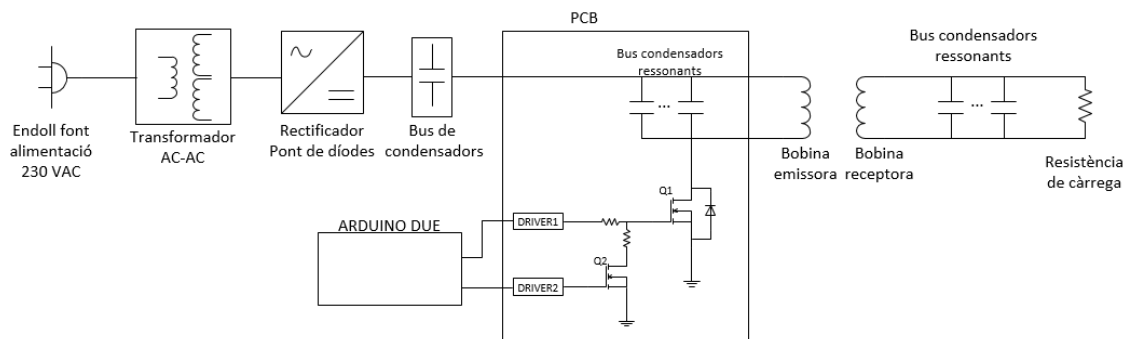 PCB
Endoll font
alimentació
230 VAC
Transformador
AC-AC
Rectificador
Pont de díodes
Bus de
condensadors
Bus condensadors
ressonants
...
Bobina
emissora
Bobina
receptora
Bus condensadors
ressonants
...
Resistència
de càrrega
ARDUINO DUE
DRIVER1
DRIVER2
Q1
Q2